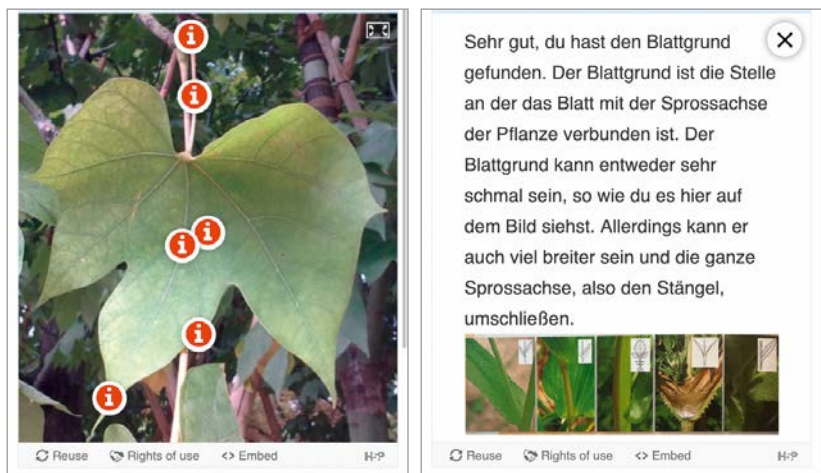 Reuse
Rights of use
<> Embed
H5P
Sehr gut, du hast den Blattgrund
gefunden. Der Blattgrund ist die Stelle
an der das Blatt mit der Sprossachse
der Pflanze verbunden ist. Der
Blattgrund kann entweder sehr
schmal sein, so wie du es hier auf
dem Bild siehst. Allerdings kann er
auch viel breiter sein und die ganze
Sprossachse, also den Stängel,
umschließen.
Reuse
Rights of use
<> Embed
H5P